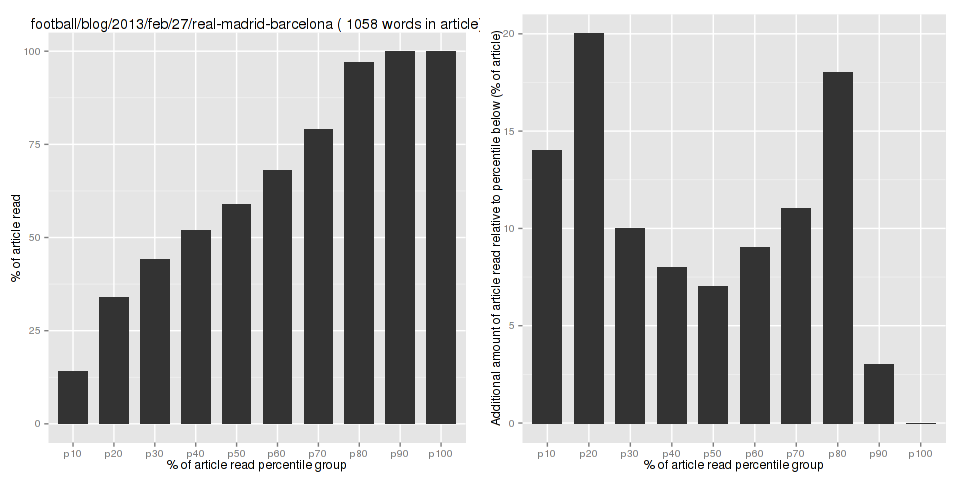 football/blog/2013/feb/27/real-madrid-barcelona ( 1058 words in article)
% of article read
100
75
50
25
0
p10 p20 p30 p40 p50 p60 p70 p80 p90 p100
% of article read percentile group
Additional amount of article read relative to percentile below (% of article)
20
15
10
5
0
p10 p20 p30 p40 p50 p60 p70 p80 p90 p100
% of article read percentile group